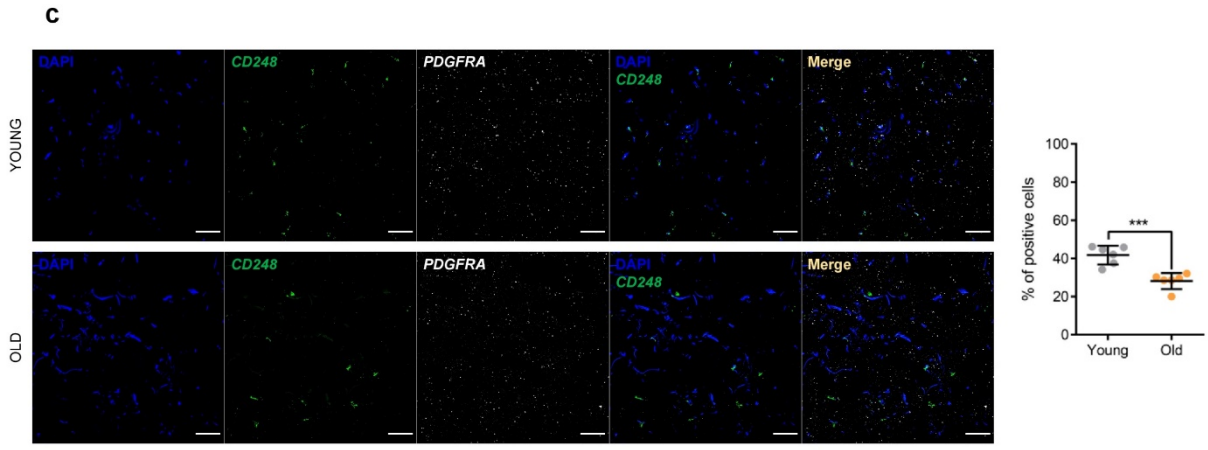 C
YOUNG
DAPI
CD248
PDGFRA
DAPI
CD248
Merge
OLD
DAPI
CD248
PDGFRA
DAPI
CD248
Merge
% of positive cells
100
80
60
40
20
0
***
Young
Old